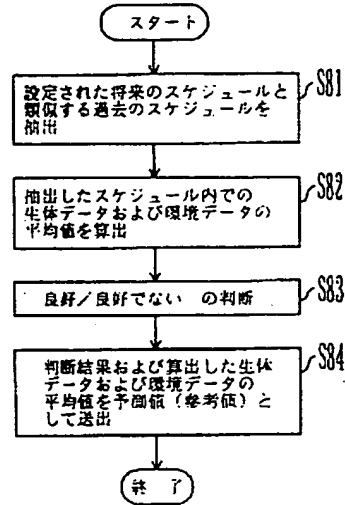 スタート
S81
設定された将来のスケジュールと
類似する過去のスケジュールを
抽出
S82
抽出したスケジュール内での
生体データおよび環境データの
平均値を算出
S83
良好/良好でない の判断
S84
判断結果および算出した生体
データおよび環境データの
平均値を予測値(参考値)と
して送出
終 了